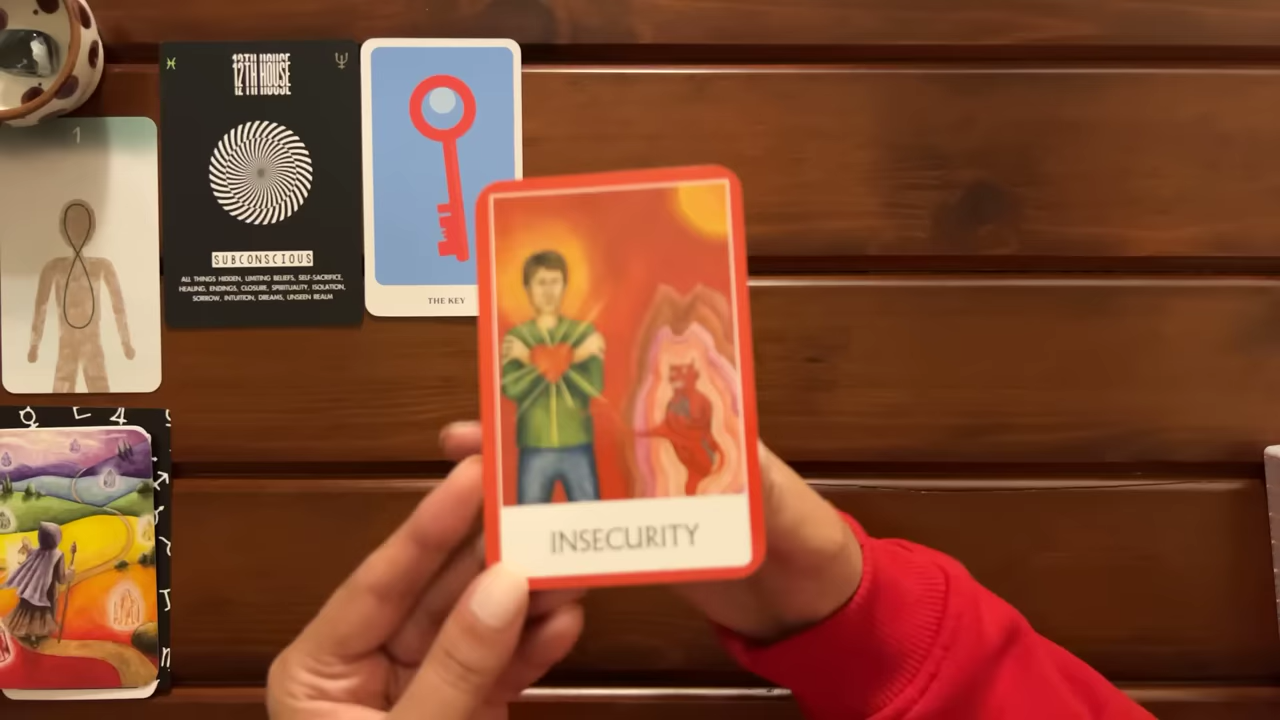 1
12TH HOUSE
SUBCONSCIOUS
ALL THINGS HIDDEN, LIMITING BELIEFS, SELF-SACRIFICE,
HEALING, ENDINGS, CLOSURE, SPIRITUALITY, ISOLATION,
SORROW, INTUITION, DREAMS, UNSEEN REALM
THE KEY
INSECURITY